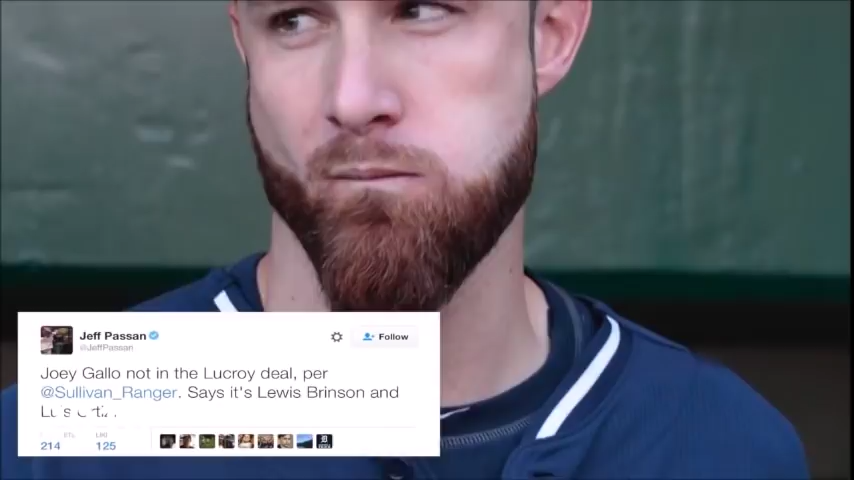 Jeff Passan
@JeffPassan
Follow
Joey Gallo not in the Lucroy deal, per
@Sullivan_Ranger. Says it's Lewis Brinson and
214 125